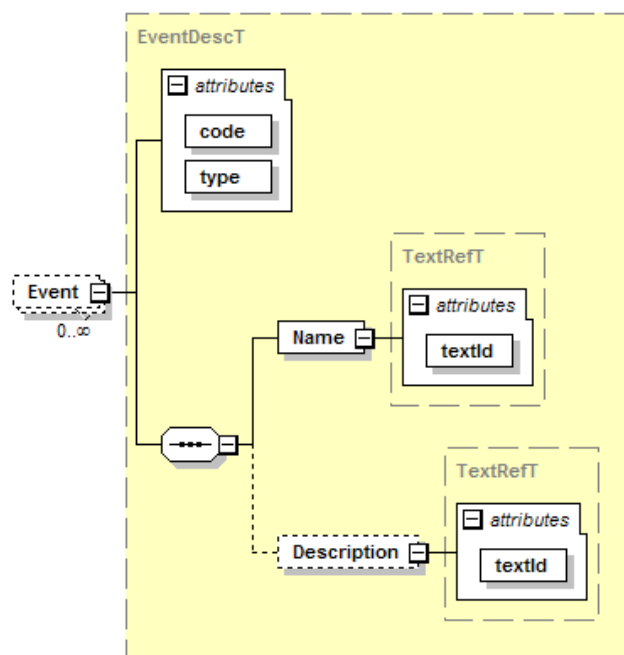 EventDescT
attributes
code
type
Event
0..∞
TextRefT
attributes
Name
textId
TextRefT
attributes
Description
textId